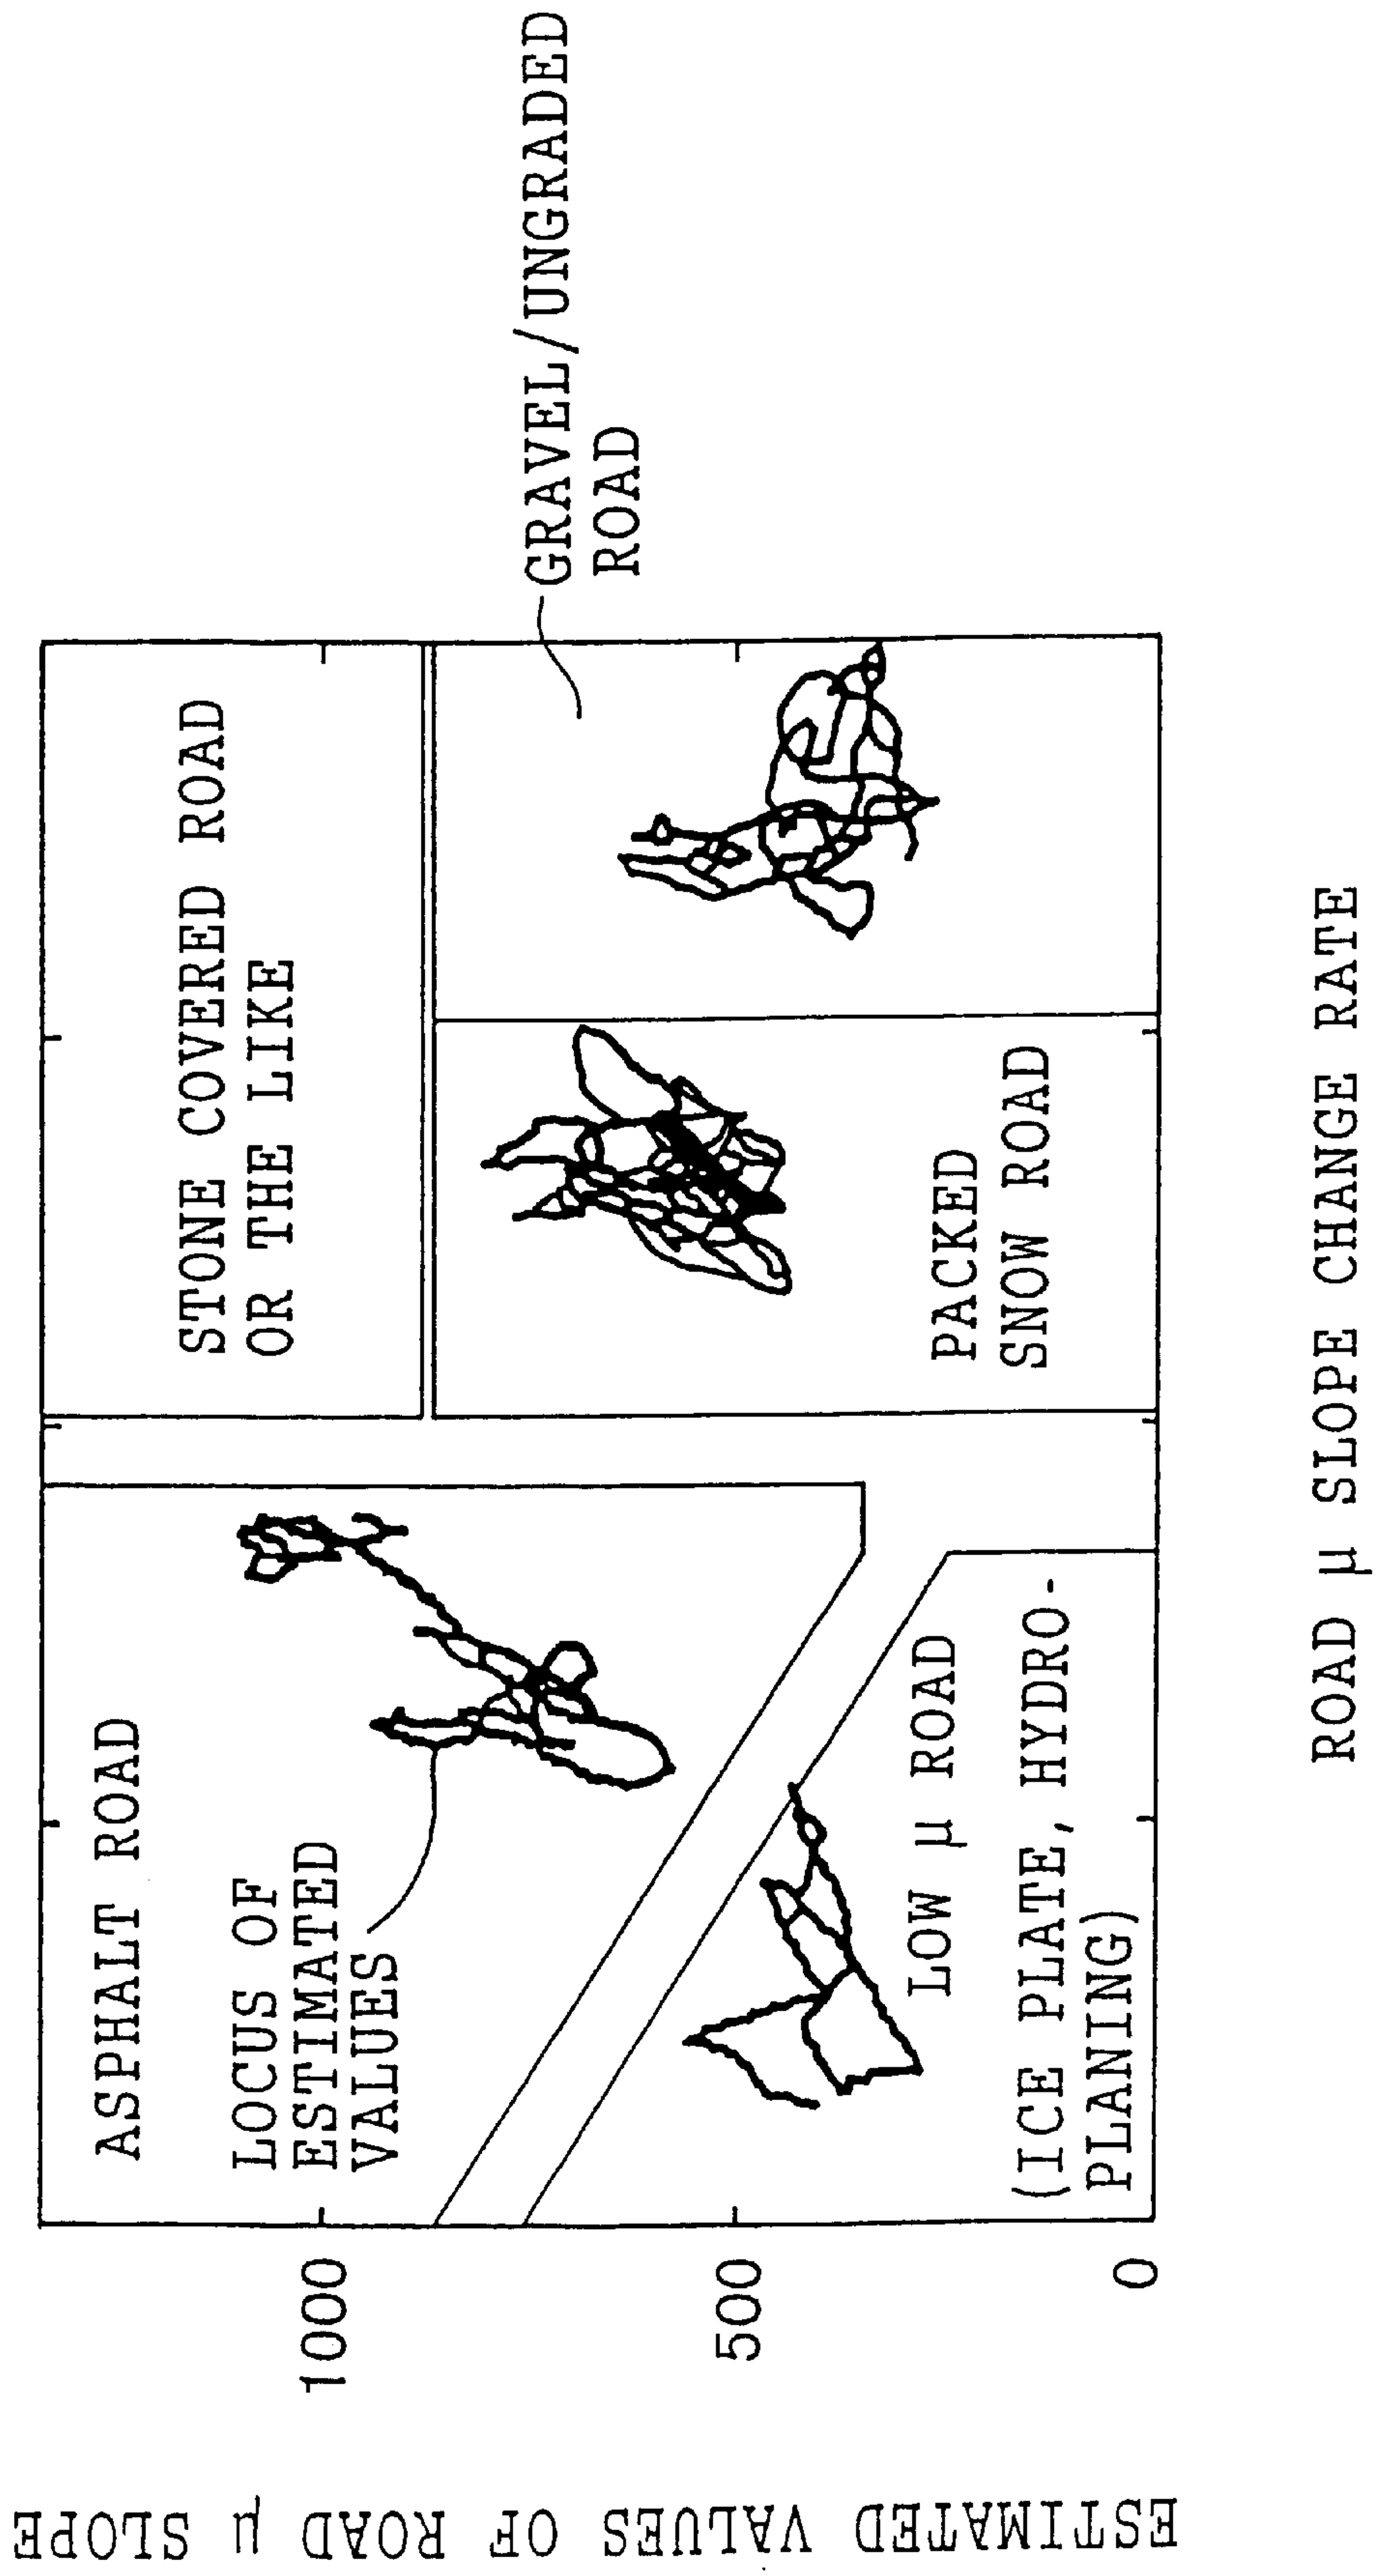 ESTIMATED VALUES OF ROAD μ SLOPE
1000
500
0
ASPHALT ROAD
LOCUS OF
ESTIMATED
VALUES
STONE COVERED ROAD
OR THE LIKE
GRAVEL/UNGRADED
ROAD
PACKED
SNOW ROAD
LOW μ ROAD
(ICE PLATE, HYDRO-
PLANING)
ROAD μ SLOPE CHANGE RATE